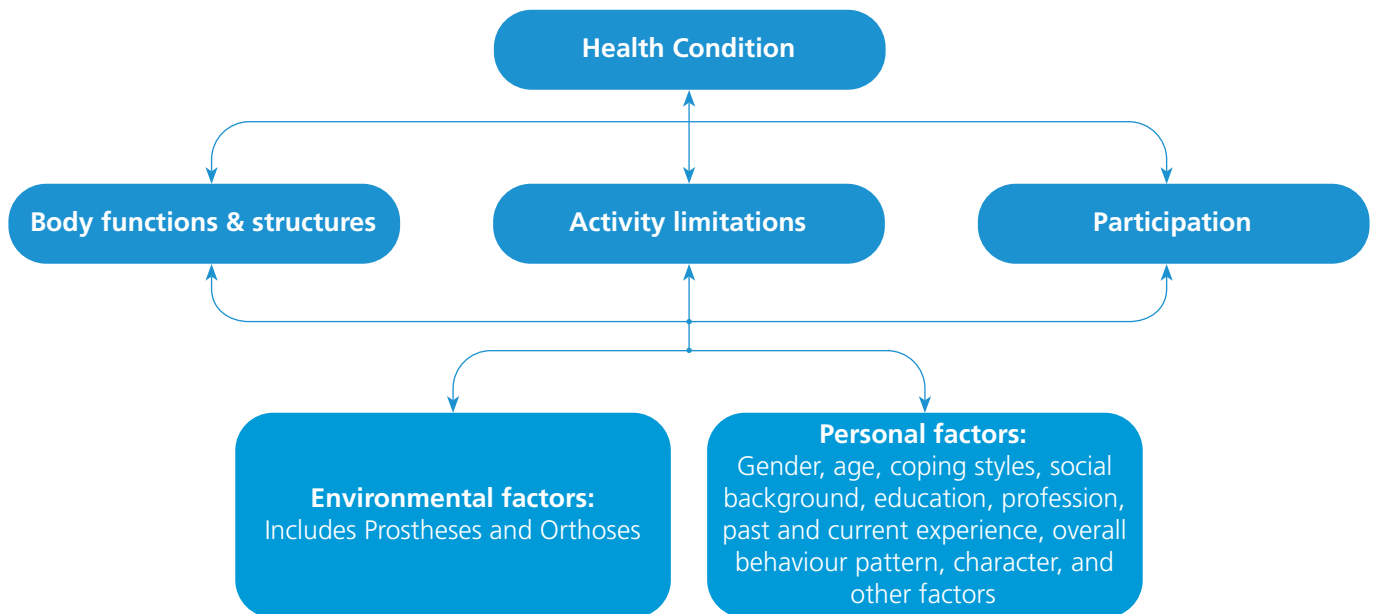 Health Condition
Body functions & structures
Activity limitations
Participation
Environmental factors:
Includes Prostheses and Orthoses
Personal factors:
Gender, age, coping styles, social
background, education, profession,
past and current experience, overall
behaviour pattern, character, and
other factors